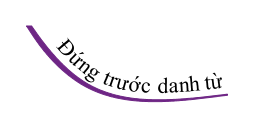 Đứng trước danh từ